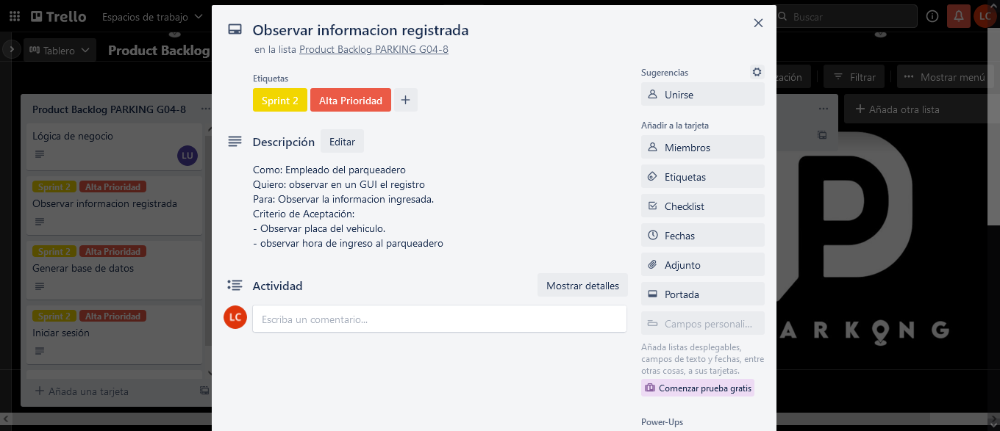 Trello
Espacios de trabajo
Buscar
LC
Tablero
Product Backlog
Filtrar
Mostrar menú
Product Backlog PARKING G04-8
Lógica de negocio
LU
Sprint 2
Alta Prioridad
Observar informacion registrada
Sprint 2
Alta Prioridad
Generar base de datos
Sprint 2
Alta Prioridad
Iniciar sesión
Añada una tarjeta
Observar informacion registrada
en la lista Product Backlog PARKING G04-8
Etiquetas
Sprint 2
Alta Prioridad
Descripción
Editar
Como: Empleado del parqueadero
Quiero: observar en un GUI el registro
Para: Observar la informacion ingresada.
Criterio de Aceptación:
- Observar placa del vehiculo.
- observar hora de ingreso al parqueadero
Actividad
Mostrar detalles
LC
Escriba un comentario...
Sugerencias
Unirse
Añadir a la tarjeta
Miembros
Etiquetas
Checklist
Fechas
Adjunto
Portada
Campos personali...
Añada listas desplegables,
campos de texto y fechas, entre
otras cosas, a sus tarjetas.
Comenzar prueba gratis
Power-Ups
Añada otra lista